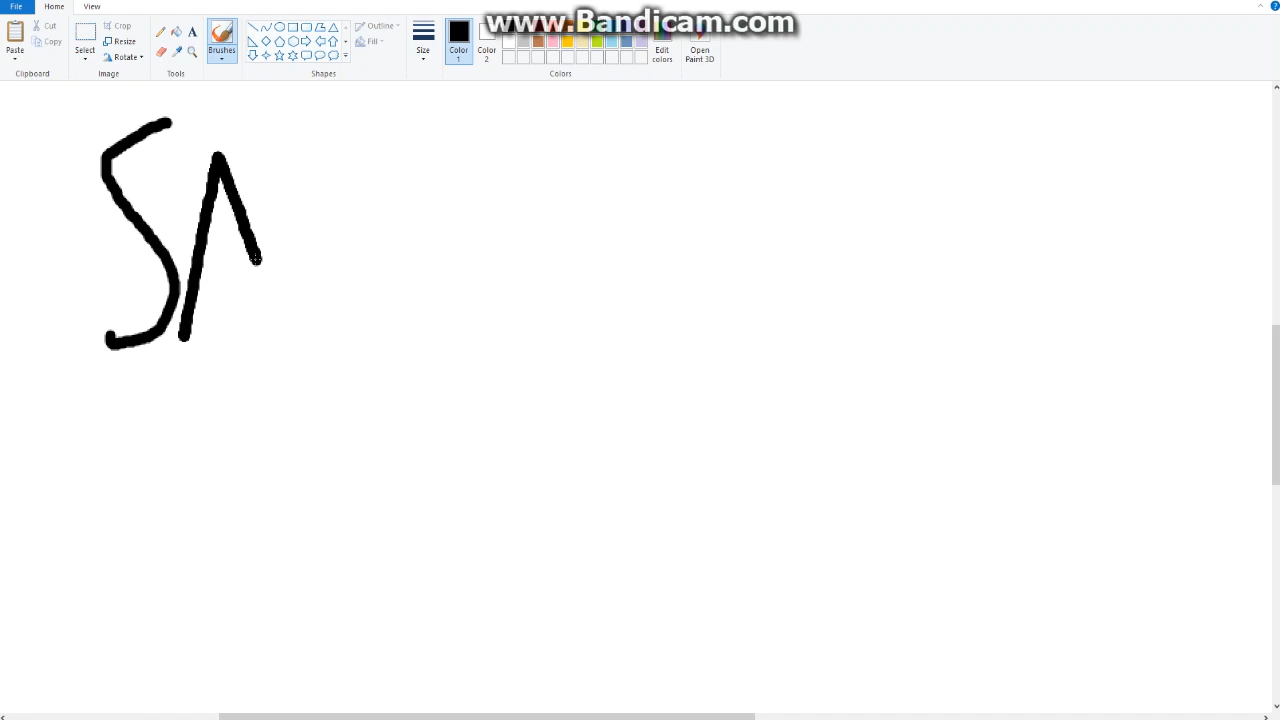 File Home View
www.Bandicam.com
Cut
Copy
Paste
Crop
Resize
Rotate
Select
Brushes
Outline
Fill
Size
Color 1
Color 2
Edit colors
Open Paint 3D
Clipboard Image Tools Shapes Colors
S